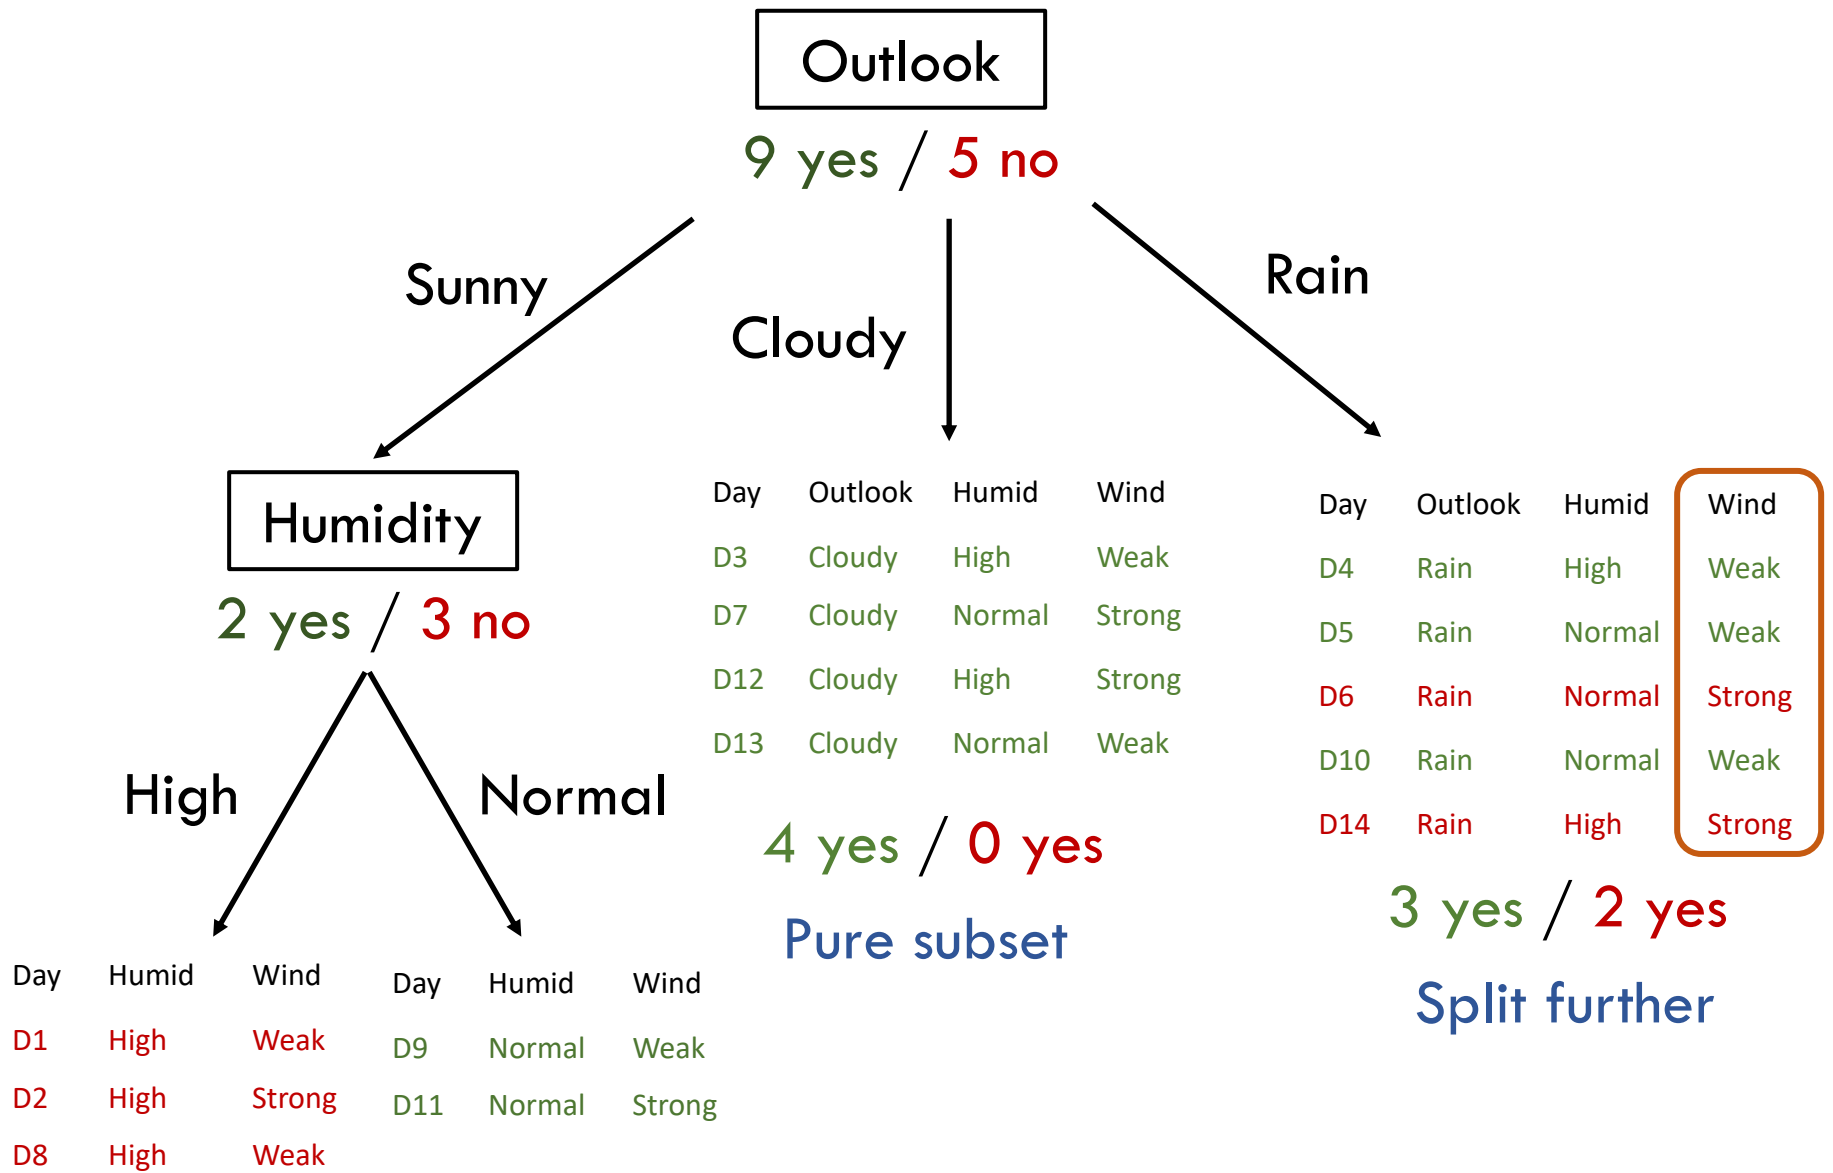 Outlook
9 yes / 5 no
Sunny
Cloudy
Rain
Humidity
2 yes / 3 no
High
Normal
Day Humid Wind
D1 High Weak
D2 High Strong
D8 High Weak
Day Humid Wind
D9 Normal Weak
D11 Normal Strong
Day Outlook Humid Wind
D3 Cloudy High Weak
D7 Cloudy Normal Strong
D12 Cloudy High Strong
D13 Cloudy Normal Weak
4 yes / 0 yes
Pure subset
Day Outlook Humid Wind
D4 Rain High Weak
D5 Rain Normal Weak
D6 Rain Normal Strong
D10 Rain Normal Weak
D14 Rain High Strong
3 yes / 2 yes
Split further